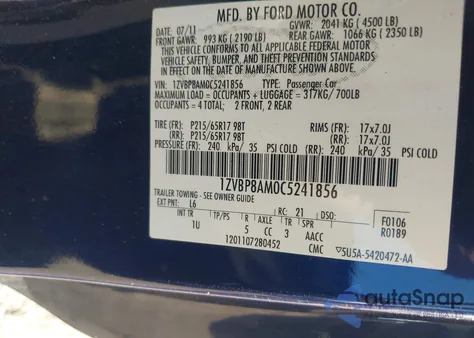 MFD. BY FORD MOTOR CO.
07/11 GVWR: 2041 KG (4500 LB)
FRONT GAWR: 993 KG (2190 LB) REAR GAWR: 1066 KG (2350 LB)
THIS VEHICLE CONFORMS TO ALL APPLICABLE FEDERAL MOTOR
VEHICLE SAFETY, BUMPER, AND THEFT PREVENTION STANDARDS
IN EFFECT ON THE DATE OF MANUFACTURE SHOWN ABOVE.
VIN: 1ZVBP8AM0C5241856 TYPE: Passenger Car
MAXIMUM LOAD = OCCUPANTS + LUGGAGE = 317KG/700LB
OCCUPANTS = 4 TOTAL: 2 FRONT, 2 REAR
TIRE: (FR) P215/65R17 98T RIMS (FR): 17x7.0J
(RR) P215/65R17 98T (RR): 17x7.0J
PRESSURE: (FR) 240 kPa/ 35 PSI COLD (RR) 240 kPa/ 35 PSI COLD
1ZVBP8AM0C5241856
TRAILER TOWING - SEE OWNER GUIDE
EXT PNT: L6 RC: 21 DSO: F0106
INT TR TP/PS R AXLE TR SPR R0189
1U 5 CC 3 AACC
1201107280452 CMC 5U5A-5420472-AA
autoSnap